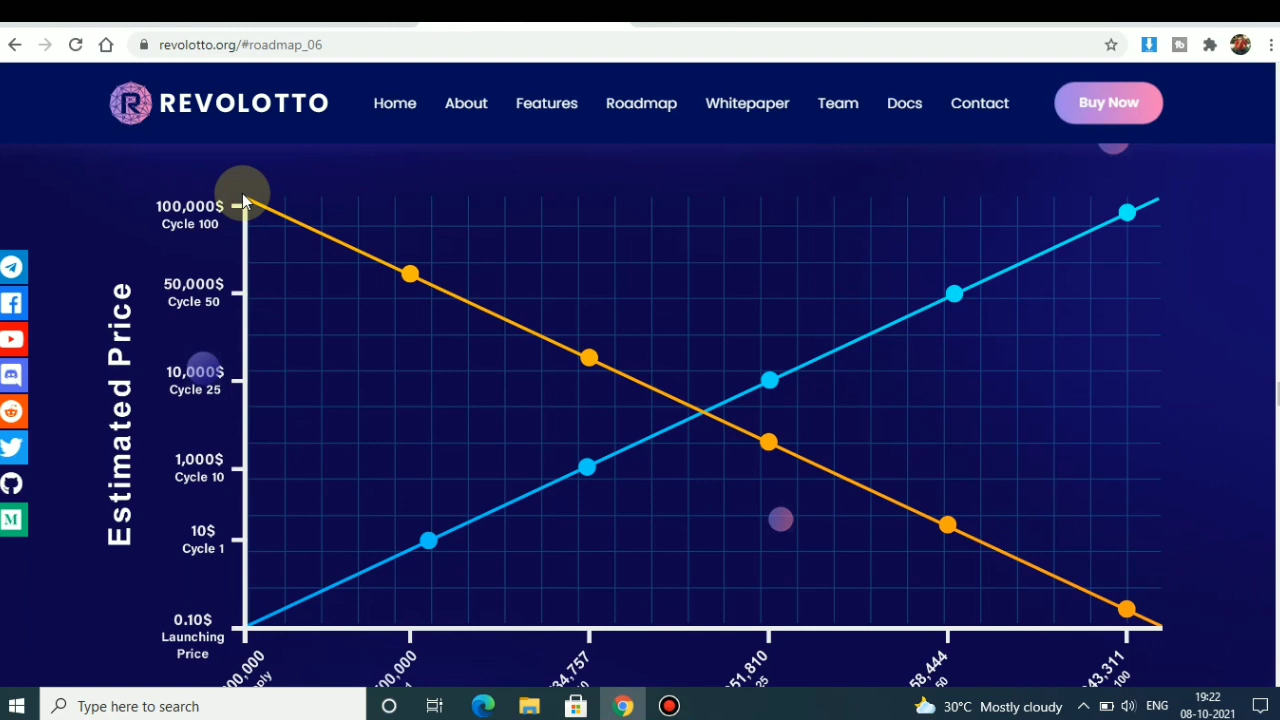 revolotto.org/#roadmap_06
REVOLOTTO
Home
About
Features
Roadmap
Whitepaper
Team
Docs
Contact
Buy Now
100,000$
Cycle 100
50,000$
Cycle 50
10,000$
Cycle 25
1,000$
Cycle 10
10$
Cycle 1
0.10$
Launching
Price
Estimated Price
Type here to search
30°C Mostly cloudy
ENG
19:22
08-10-2021